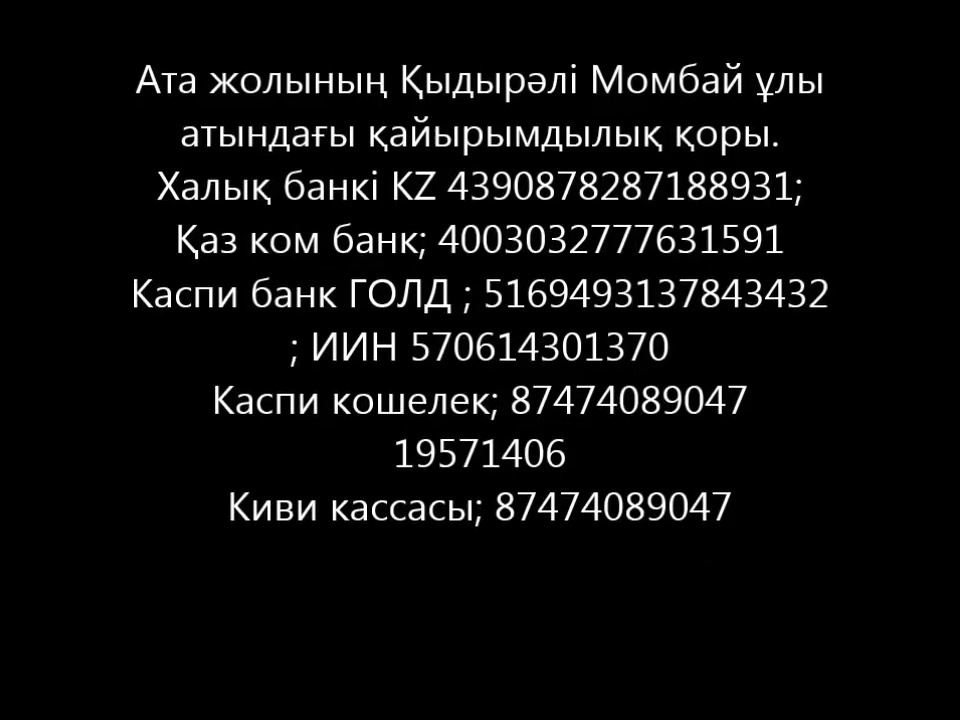 Ата жолының Қыдырәлі Момбай ұлы
атындағы қайырымдылық қоры.
Халық банкі KZ 4390878287188931;
Қаз ком банк; 4003032777631591
Каспи банк ГОЛД ; 5169493137843432
; ИИН 570614301370
Каспи кошелек; 87474089047
19571406
Киви кассасы; 87474089047